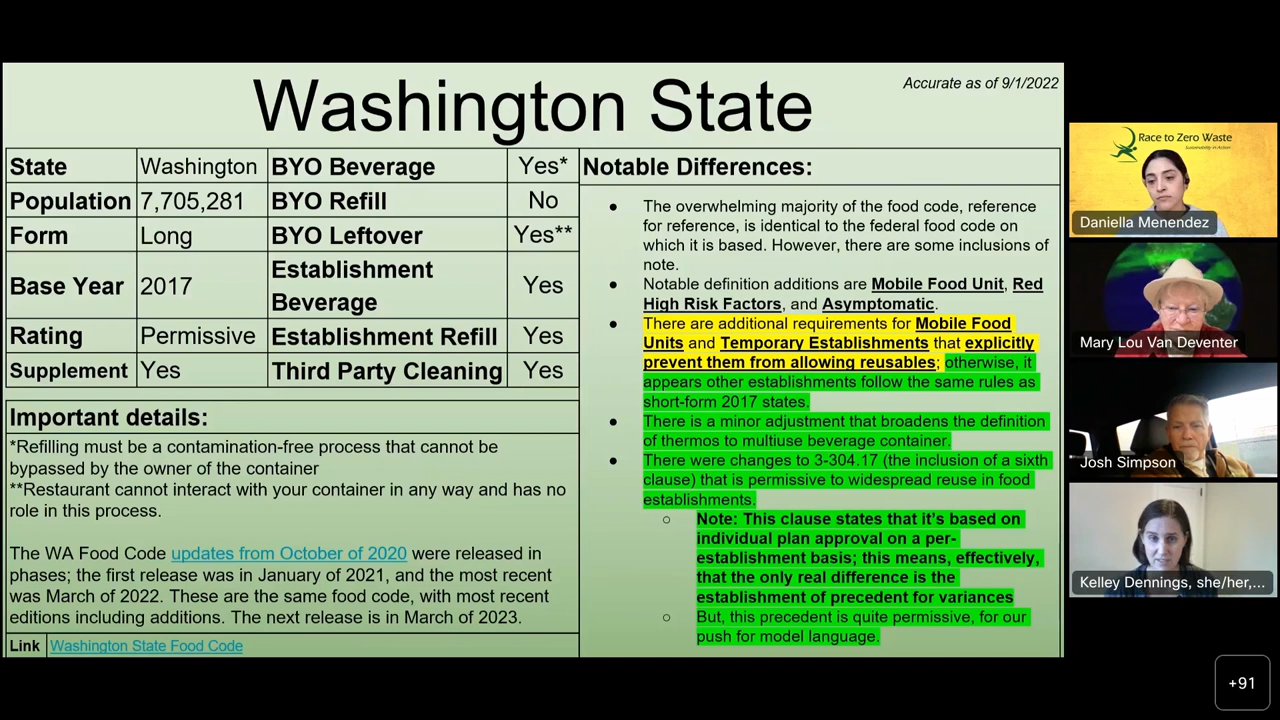 Washington State
Accurate as of 9/1/2022
State Washington BYO Beverage Yes*
Population 7,705,281 BYO Refill No
Form Long BYO Leftover Yes**
Base Year 2017 Establishment Beverage Yes
Rating Permissive Establishment Refill Yes
Supplement Yes Third Party Cleaning Yes
Important details:
*Refilling must be a contamination-free process that cannot be
bypassed by the owner of the container
**Restaurant cannot interact with your container in any way and has no
role in this process.
The WA Food Code updates from October of 2020 were released in
phases; the first release was in January of 2021, and the most recent
was March of 2022. These are the same food code, with most recent
editions including additions. The next release is in March of 2023.
Link Washington State Food Code
Notable Differences:
● The overwhelming majority of the food code, reference
for reference, is identical to the federal food code on
which it is based. However, there are some inclusions of
note.
● Notable definition additions are Mobile Food Unit, Red
High Risk Factors, and Asymptomatic.
● There are additional requirements for Mobile Food
Units and Temporary Establishments that explicitly
prevent them from allowing reusables; otherwise, it
appears other establishments follow the same rules as
short-form 2017 states.
● There is a minor adjustment that broadens the definition
of thermos to multiuse beverage container.
● There were changes to 3-304.17 (the inclusion of a sixth
clause) that is permissive to widespread reuse in food
establishments.
○ Note: This clause states that it's based on
individual plan approval on a per-
establishment basis; this means, effectively,
that the only real difference is the
establishment of precedent for variances
○ But, this precedent is quite permissive, for our
push for model language.
Race to Zero Waste
Sustainability in Action
Daniella Menendez
Mary Lou Van Deventer
Josh Simpson
Kelley Dennings, she/her,...
+91